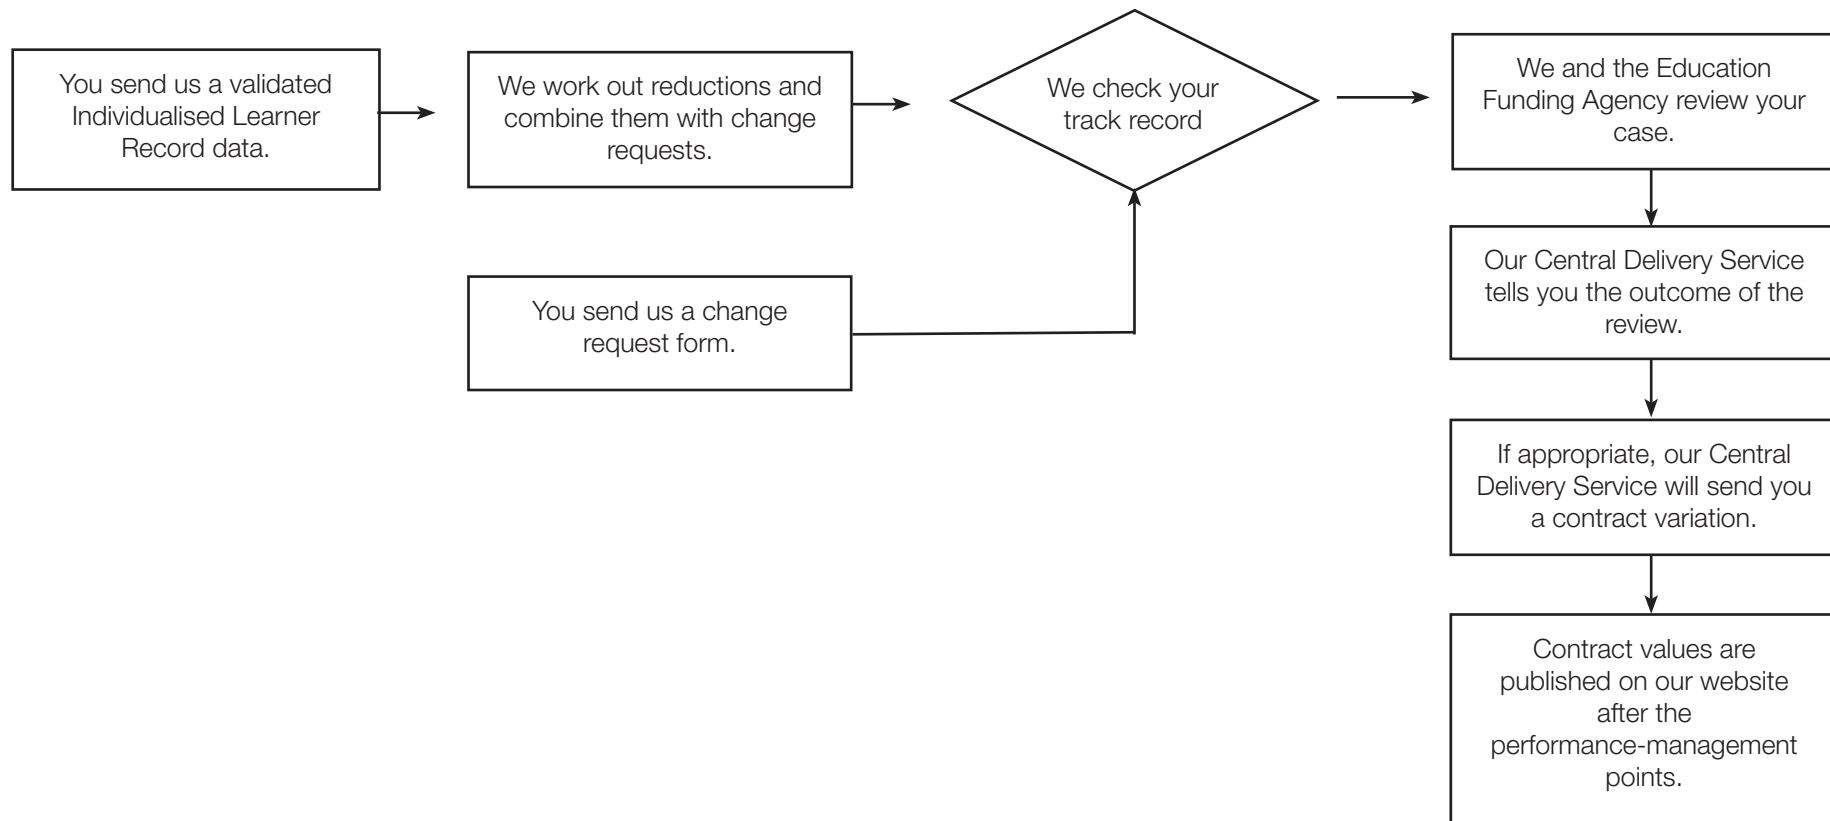 You send us a validated
Individualised Learner
Record data.
We work out reductions and
combine them with change
requests.
We check your
track record
You send us a change
request form.
We and the Education
Funding Agency review your
case.
Our Central Delivery Service
tells you the outcome of the
review.
If appropriate, our Central
Delivery Service will send you
a contract variation.
Contract values are
published on our website
after the
performance-management
points.